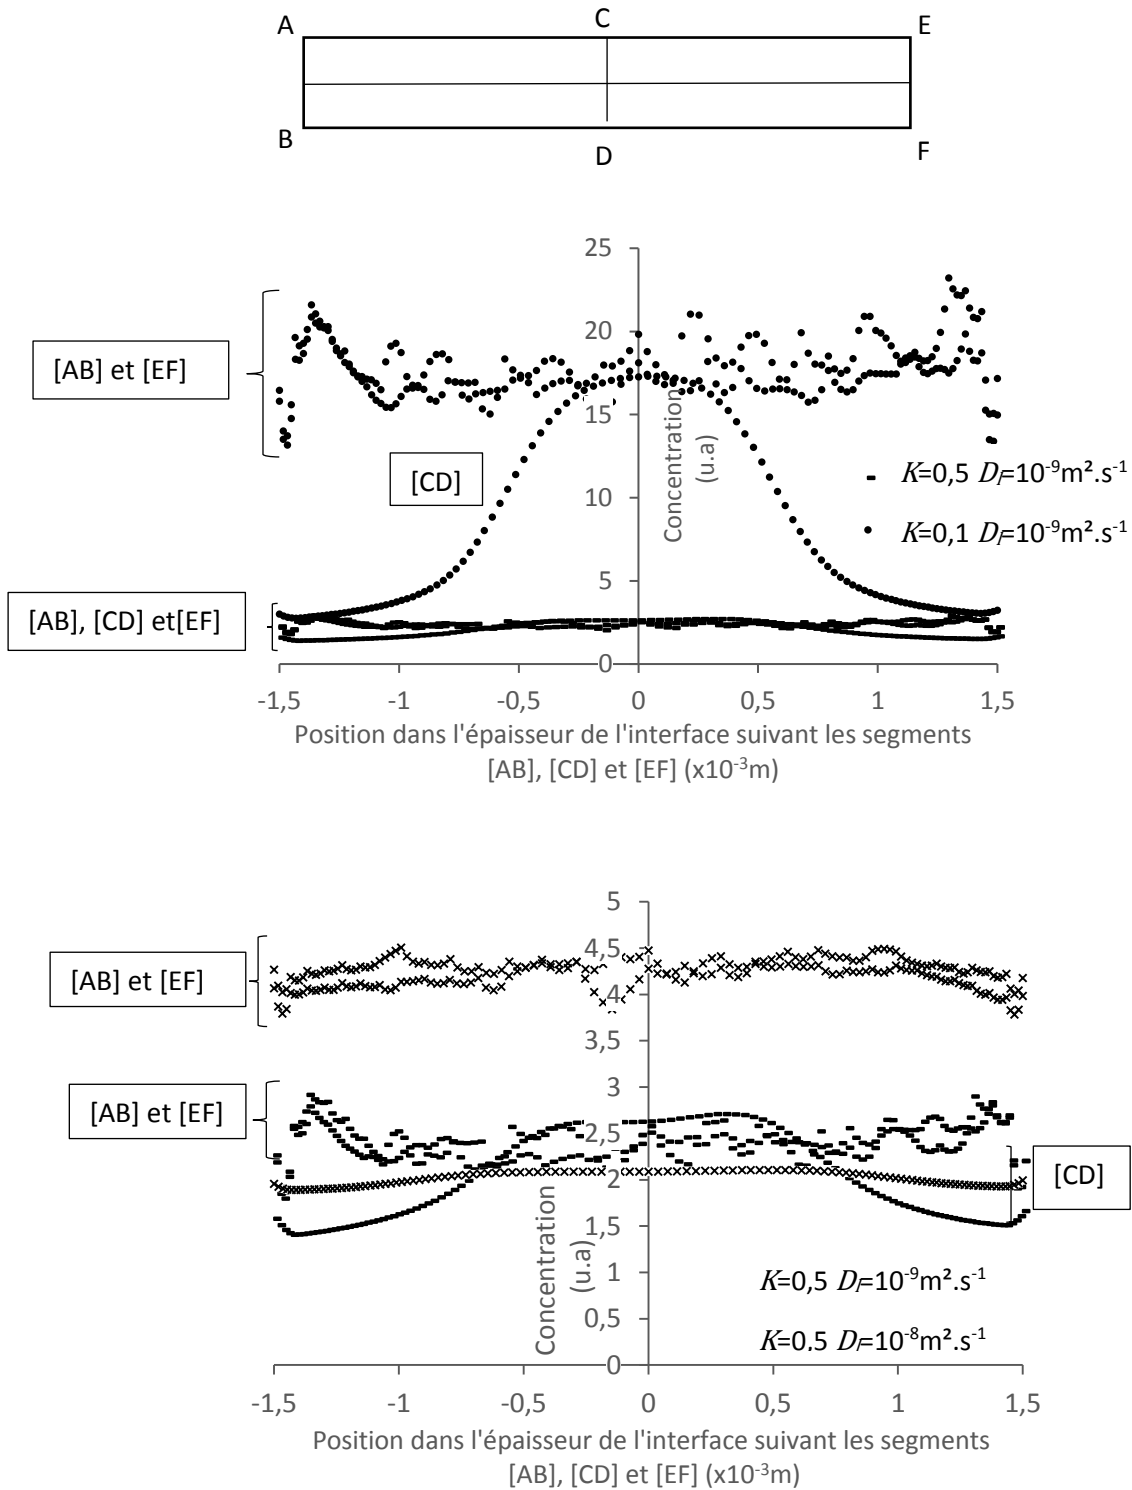 A
C
E
B
D
F
25
20
15
10
5
0
[AB] et [EF]
[CD]
[AB], [CD] et[EF]
Concentration
(u.a)
K=0,5 D_I=10⁻⁹m².s⁻¹
K=0,1 D_I=10⁻⁹m².s⁻¹
-1,5 -1 -0,5 0 0,5 1 1,5
Position dans l'épaisseur de l'interface suivant les segments
[AB], [CD] et [EF] (x10⁻³m)
5
4,5
4
3,5
3
2,5
2
1,5
1
0,5
0
[AB] et [EF]
[AB] et [EF]
[CD]
Concentration
(u.a)
K=0,5 D_I=10⁻⁹m².s⁻¹
K=0,5 D_I=10⁻⁸m².s⁻¹
-1,5 -1 -0,5 0 0,5 1 1,5
Position dans l'épaisseur de l'interface suivant les segments
[AB], [CD] et [EF] (x10⁻³m)